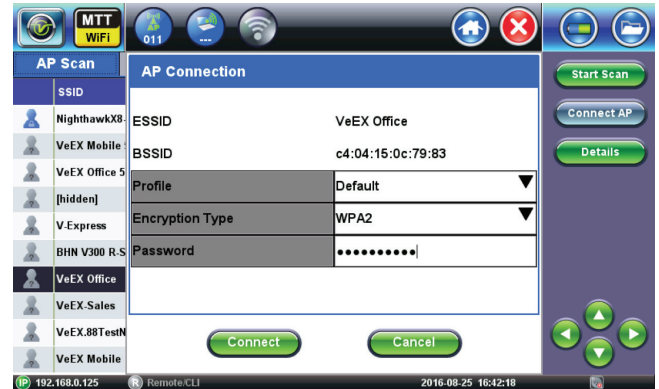 MTT
WiFi
011
---
AP Scan
SSID
NighthawkX8-
VeEX Mobile
VeEX Office 5
[hidden]
V-Express
BHN V300 R-S
VeEX Office
VeEX-Sales
VeEX.88TestN
VeEX Mobile
AP Connection
ESSID VeEX Office
BSSID c4:04:15:0c:79:83
Profile Default
Encryption Type WPA2
Password ••••••••••
Connect Cancel
Start Scan
Connect AP
Details
IP 192.168.0.125 R Remote/CLI 2016-08-25 16:42:18